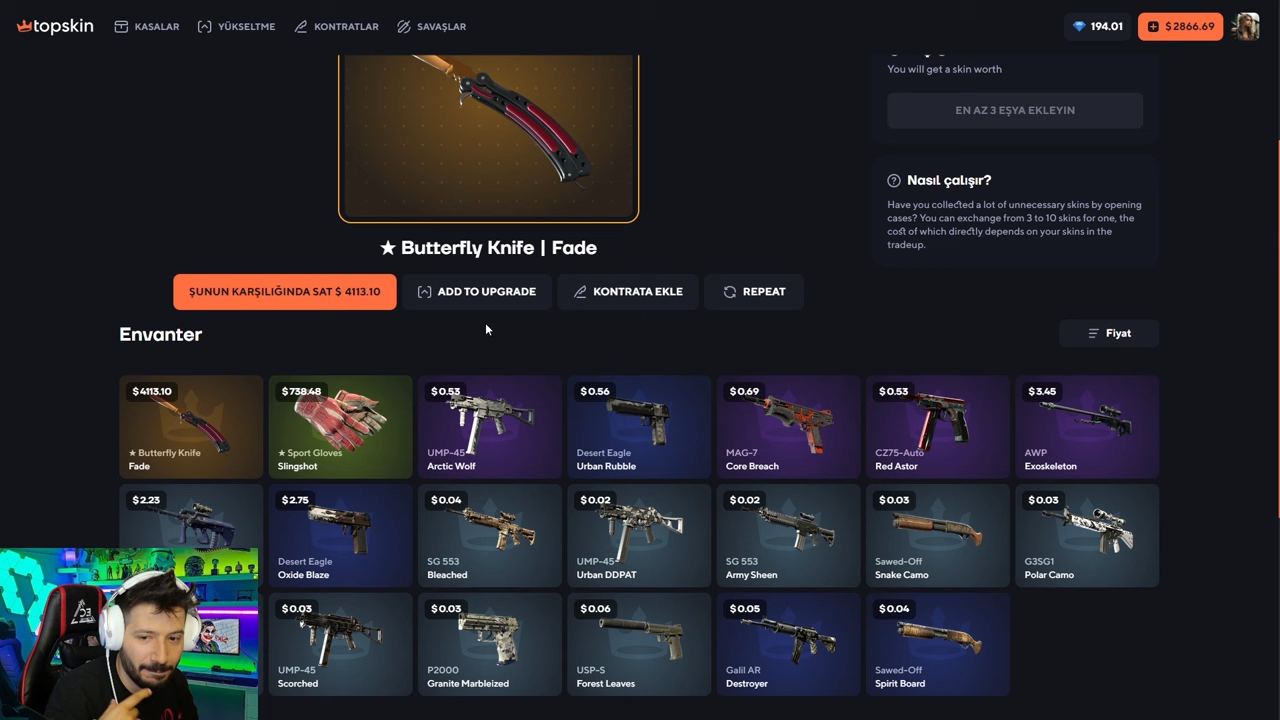 topskin
KASALAR
YÜKSELTME
KONTRATLAR
SAVAŞLAR
194.01
$ 2866.69
You will get a skin worth
EN AZ 3 EŞYA EKLEYIN
Nasıl çalışır?
Have you collected a lot of unnecessary skins by opening
cases? You can exchange from 3 to 10 skins for one, the
cost of which directly depends on your skins in the
tradeup.
★ Butterfly Knife | Fade
ŞUNUN KARŞILIĞINDA SAT $ 4113.10
ADD TO UPGRADE
KONTRATA EKLE
REPEAT
Envanter
Fiyat
$ 4113.10
★ Butterfly Knife
Fade
$ 738.48
★ Sport Gloves
Slingshot
$ 0.53
UMP-45
Arctic Wolf
$ 0.56
Desert Eagle
Urban Rubble
$ 0.69
MAG-7
Core Breach
$ 0.53
CZ75-Auto
Red Astor
$ 3.45
AWP
Exoskeleton
$ 2.23
$ 2.75
Desert Eagle
Oxide Blaze
$ 0.04
SG 553
Bleached
$ 0.02
UMP-45
Urban DDPAT
$ 0.02
SG 553
Army Sheen
$ 0.03
Sawed-Off
Snake Camo
$ 0.03
G3SG1
Polar Camo
$ 0.03
UMP-45
Scorched
$ 0.03
P2000
Granite Marbleized
$ 0.06
USP-S
Forest Leaves
$ 0.05
Galil AR
Destroyer
$ 0.04
Sawed-Off
Spirit Board